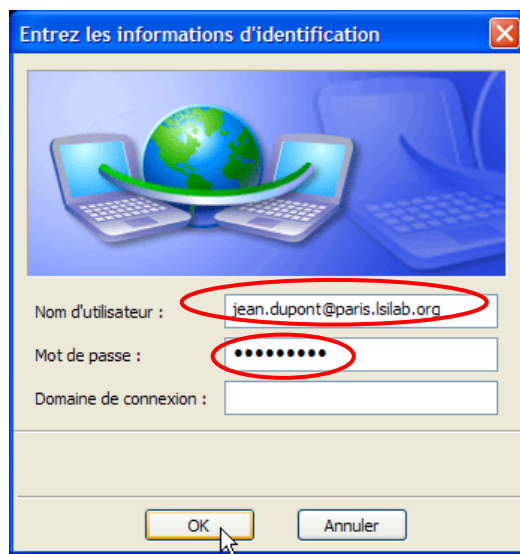 Entrez les informations d'identification
Nom d'utilisateur : jean.dupont@paris.lsilab.org
Mot de passe : •••••••••
Domaine de connexion :
OK Annuler